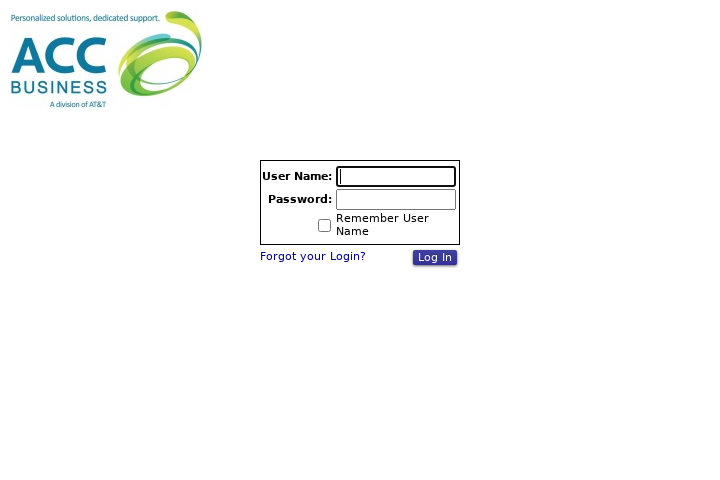 Personalized solutions, dedicated support.
ACC
BUSINESS
A division of AT&T
User Name:
Password:
Remember User
Name
Forgot your Login?
Log In